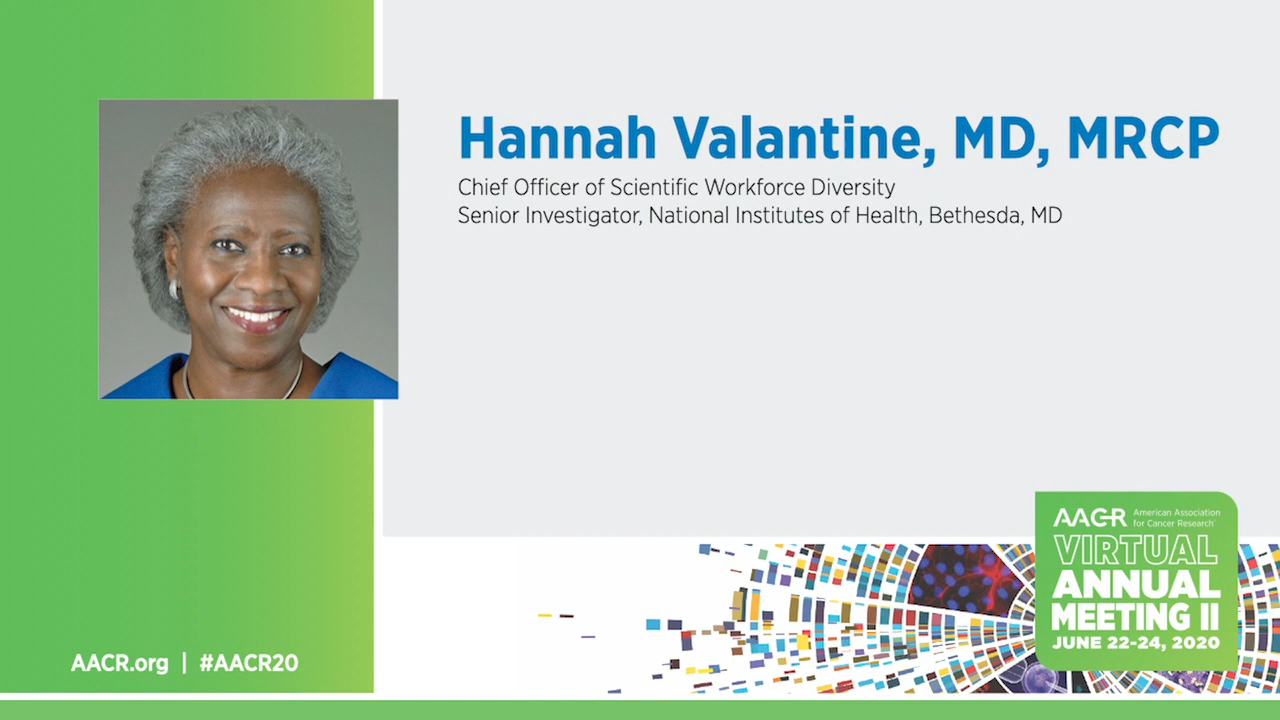 Hannah Valantine, MD, MRCP
Chief Officer of Scientific Workforce Diversity
Senior Investigator, National Institutes of Health, Bethesda, MD
AACR American Association
for Cancer Research
VIRTUAL
ANNUAL
MEETING II
JUNE 22-24, 2020
AACR.org | #AACR20